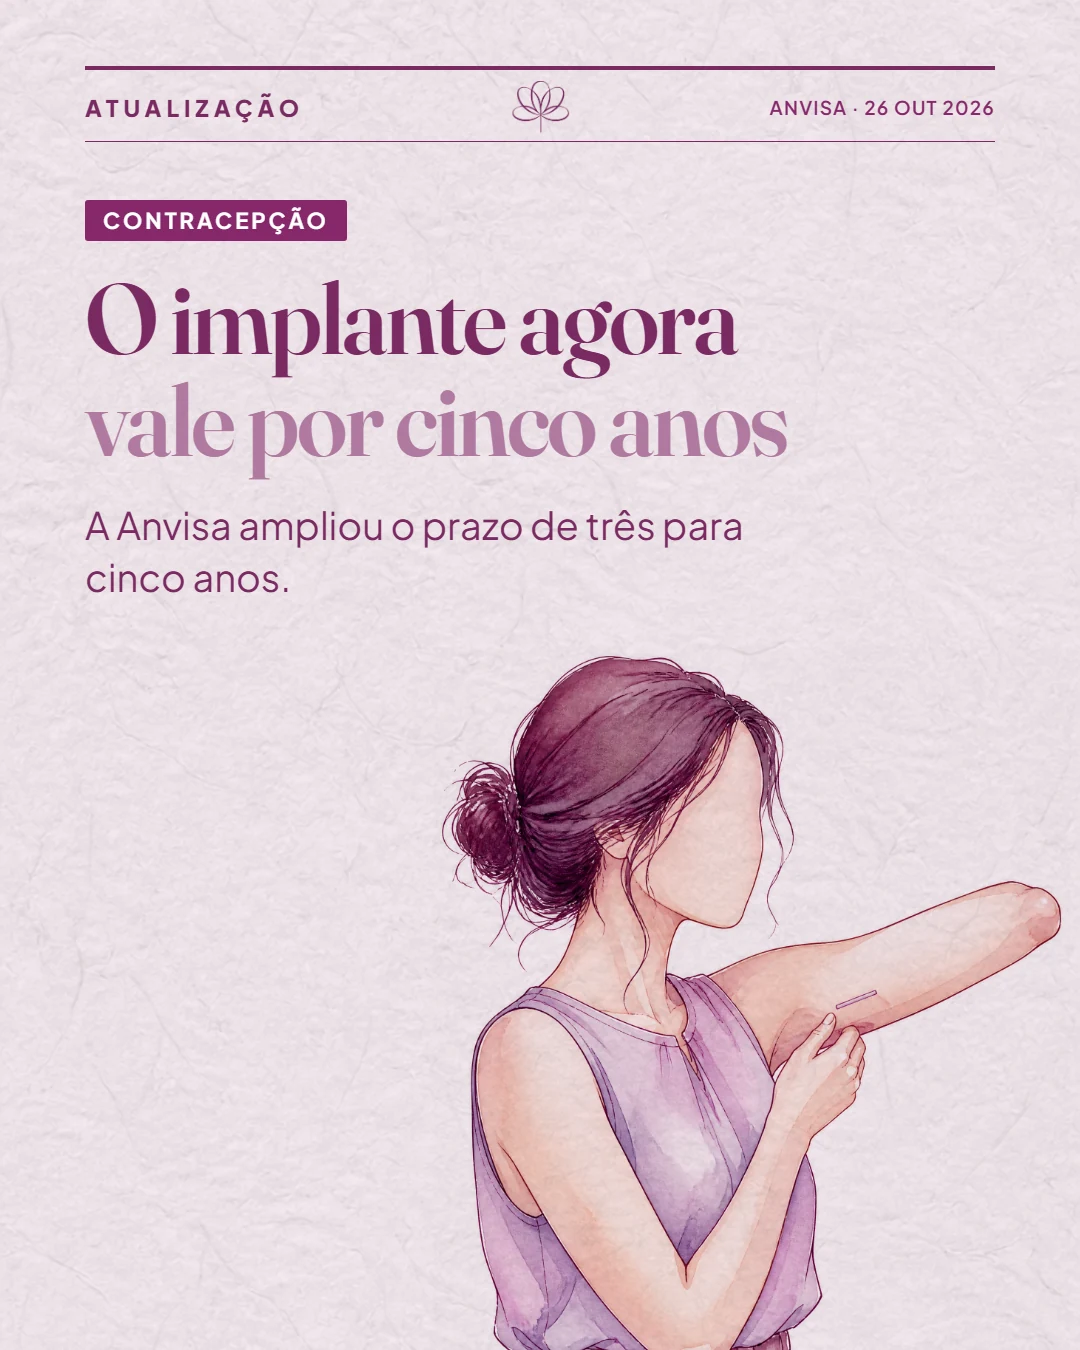 ATUALIZAÇÃO
ANVISA · 26 OUT 2026
CONTRACEPÇÃO
O implante agora
vale por cinco anos
A Anvisa ampliou o prazo de três para
cinco anos.